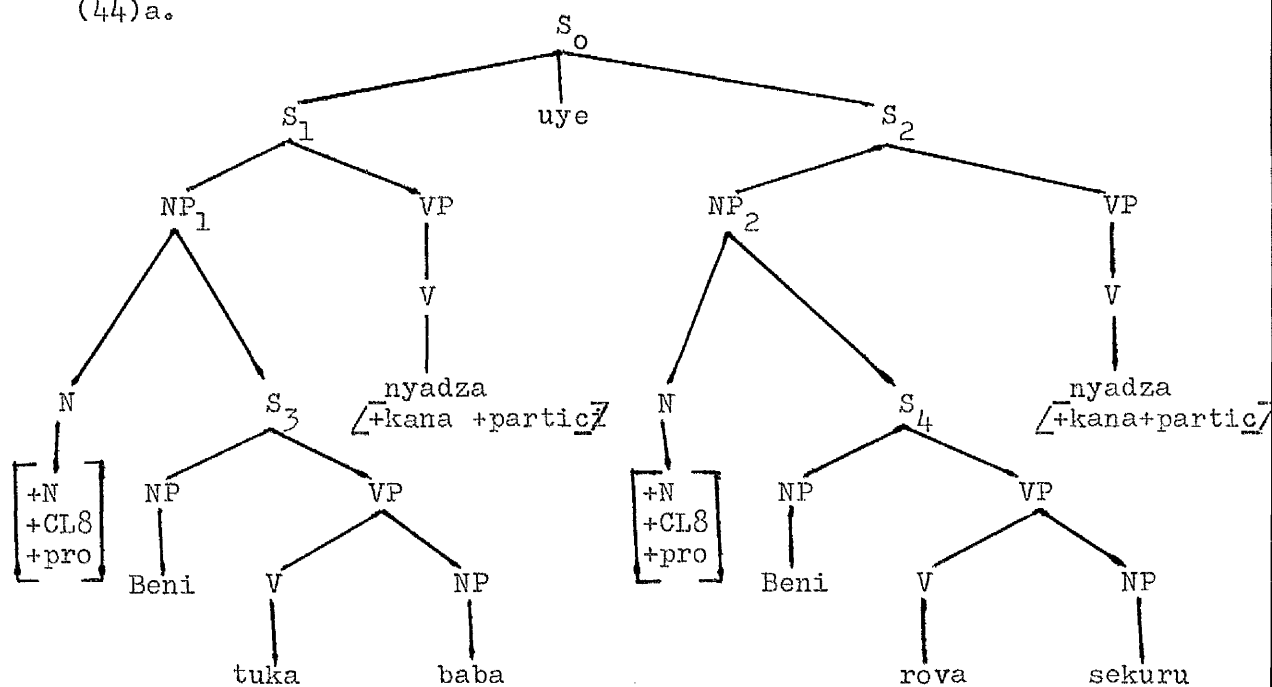 (44)a.
S0
S1 uye S2
NP1 VP NP2 VP
V V
N S3 nyadza N S4 nyadza
[+kana +partic] [+kana+partic]
+N NP VP +N NP VP
+CL8 +CL8
+pro +pro
Beni V NP Beni V NP
tuka baba rova sekuru